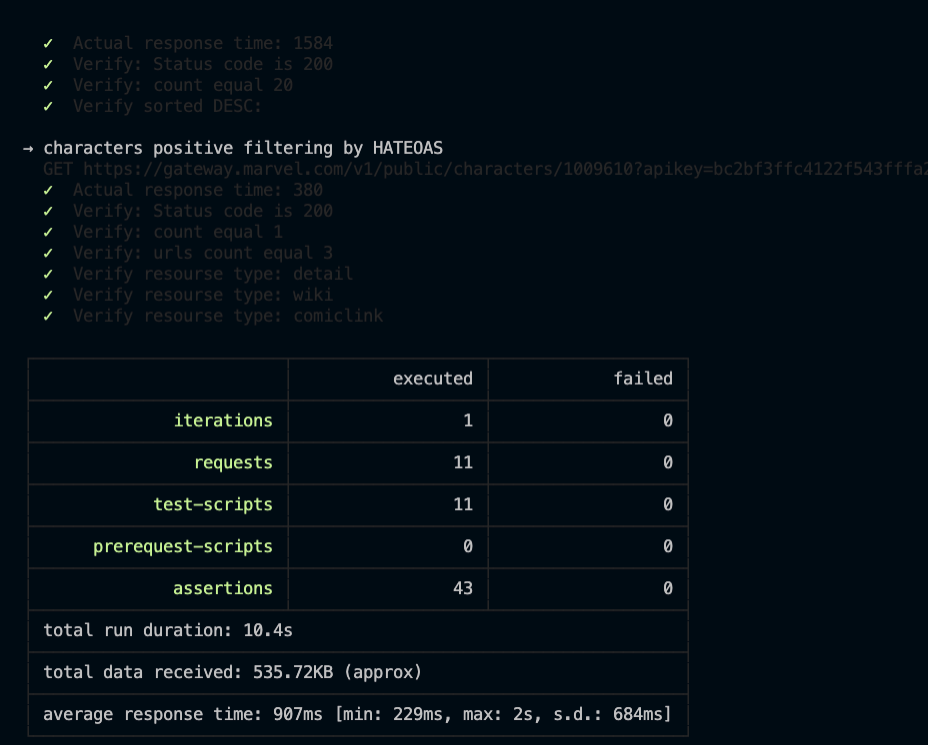 ✓ Actual response time: 1584
✓ Verify: Status code is 200
✓ Verify: count equal 20
✓ Verify sorted DESC:
→ characters positive filtering by HATEOAS
GET https://gateway.marvel.com/v1/public/characters/1009610?apikey=bc2bf3ffc4122f543fffa2
✓ Actual response time: 380
✓ Verify: Status code is 200
✓ Verify: count equal 1
✓ Verify: urls count equal 3
✓ Verify resourse type: detail
✓ Verify resourse type: wiki
✓ Verify resourse type: comiclink
executed failed
iterations 1 0
requests 11 0
test-scripts 11 0
prerequest-scripts 0 0
assertions 43 0
total run duration: 10.4s
total data received: 535.72KB (approx)
average response time: 907ms [min: 229ms, max: 2s, s.d.: 684ms]